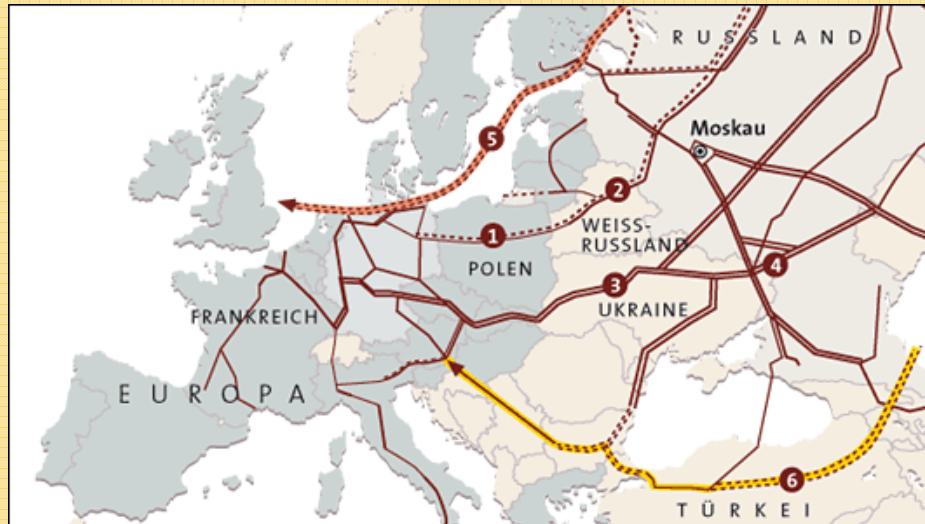 RUSSLAND
Moskau
5
2
1
WEISS-
RUSSLAND
POLEN
4
3
UKRAINE
FRANKREICH
EUROPA
6
TÜRKEI